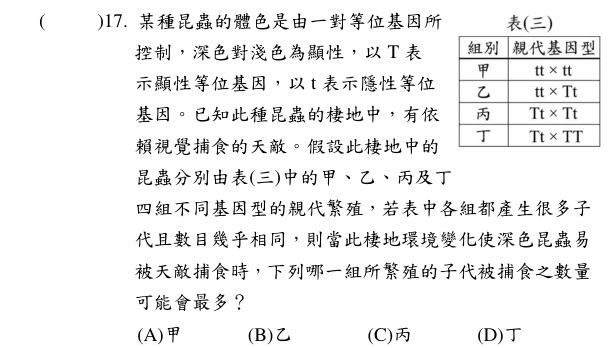 (　　)17. 某種昆蟲的體色是由一對等位基因所
控制，深色對淺色為顯性，以 T 表
示顯性等位基因，以 t 表示隱性等位
基因。已知此種昆蟲的棲地中，有依
賴視覺捕食的天敵。假設此棲地中的
昆蟲分別由表(三)中的甲、乙、丙及丁
四組不同基因型的親代繁殖，若表中各組都產生很多子
代且數目幾乎相同，則當此棲地環境變化使深色昆蟲易
被天敵捕食時，下列哪一組所繁殖的子代被捕食之數量
可能會最多？
(A)甲 (B)乙 (C)丙 (D)丁
表(三)
組別 親代基因型
甲 tt × tt
乙 tt × Tt
丙 Tt × Tt
丁 Tt × TT